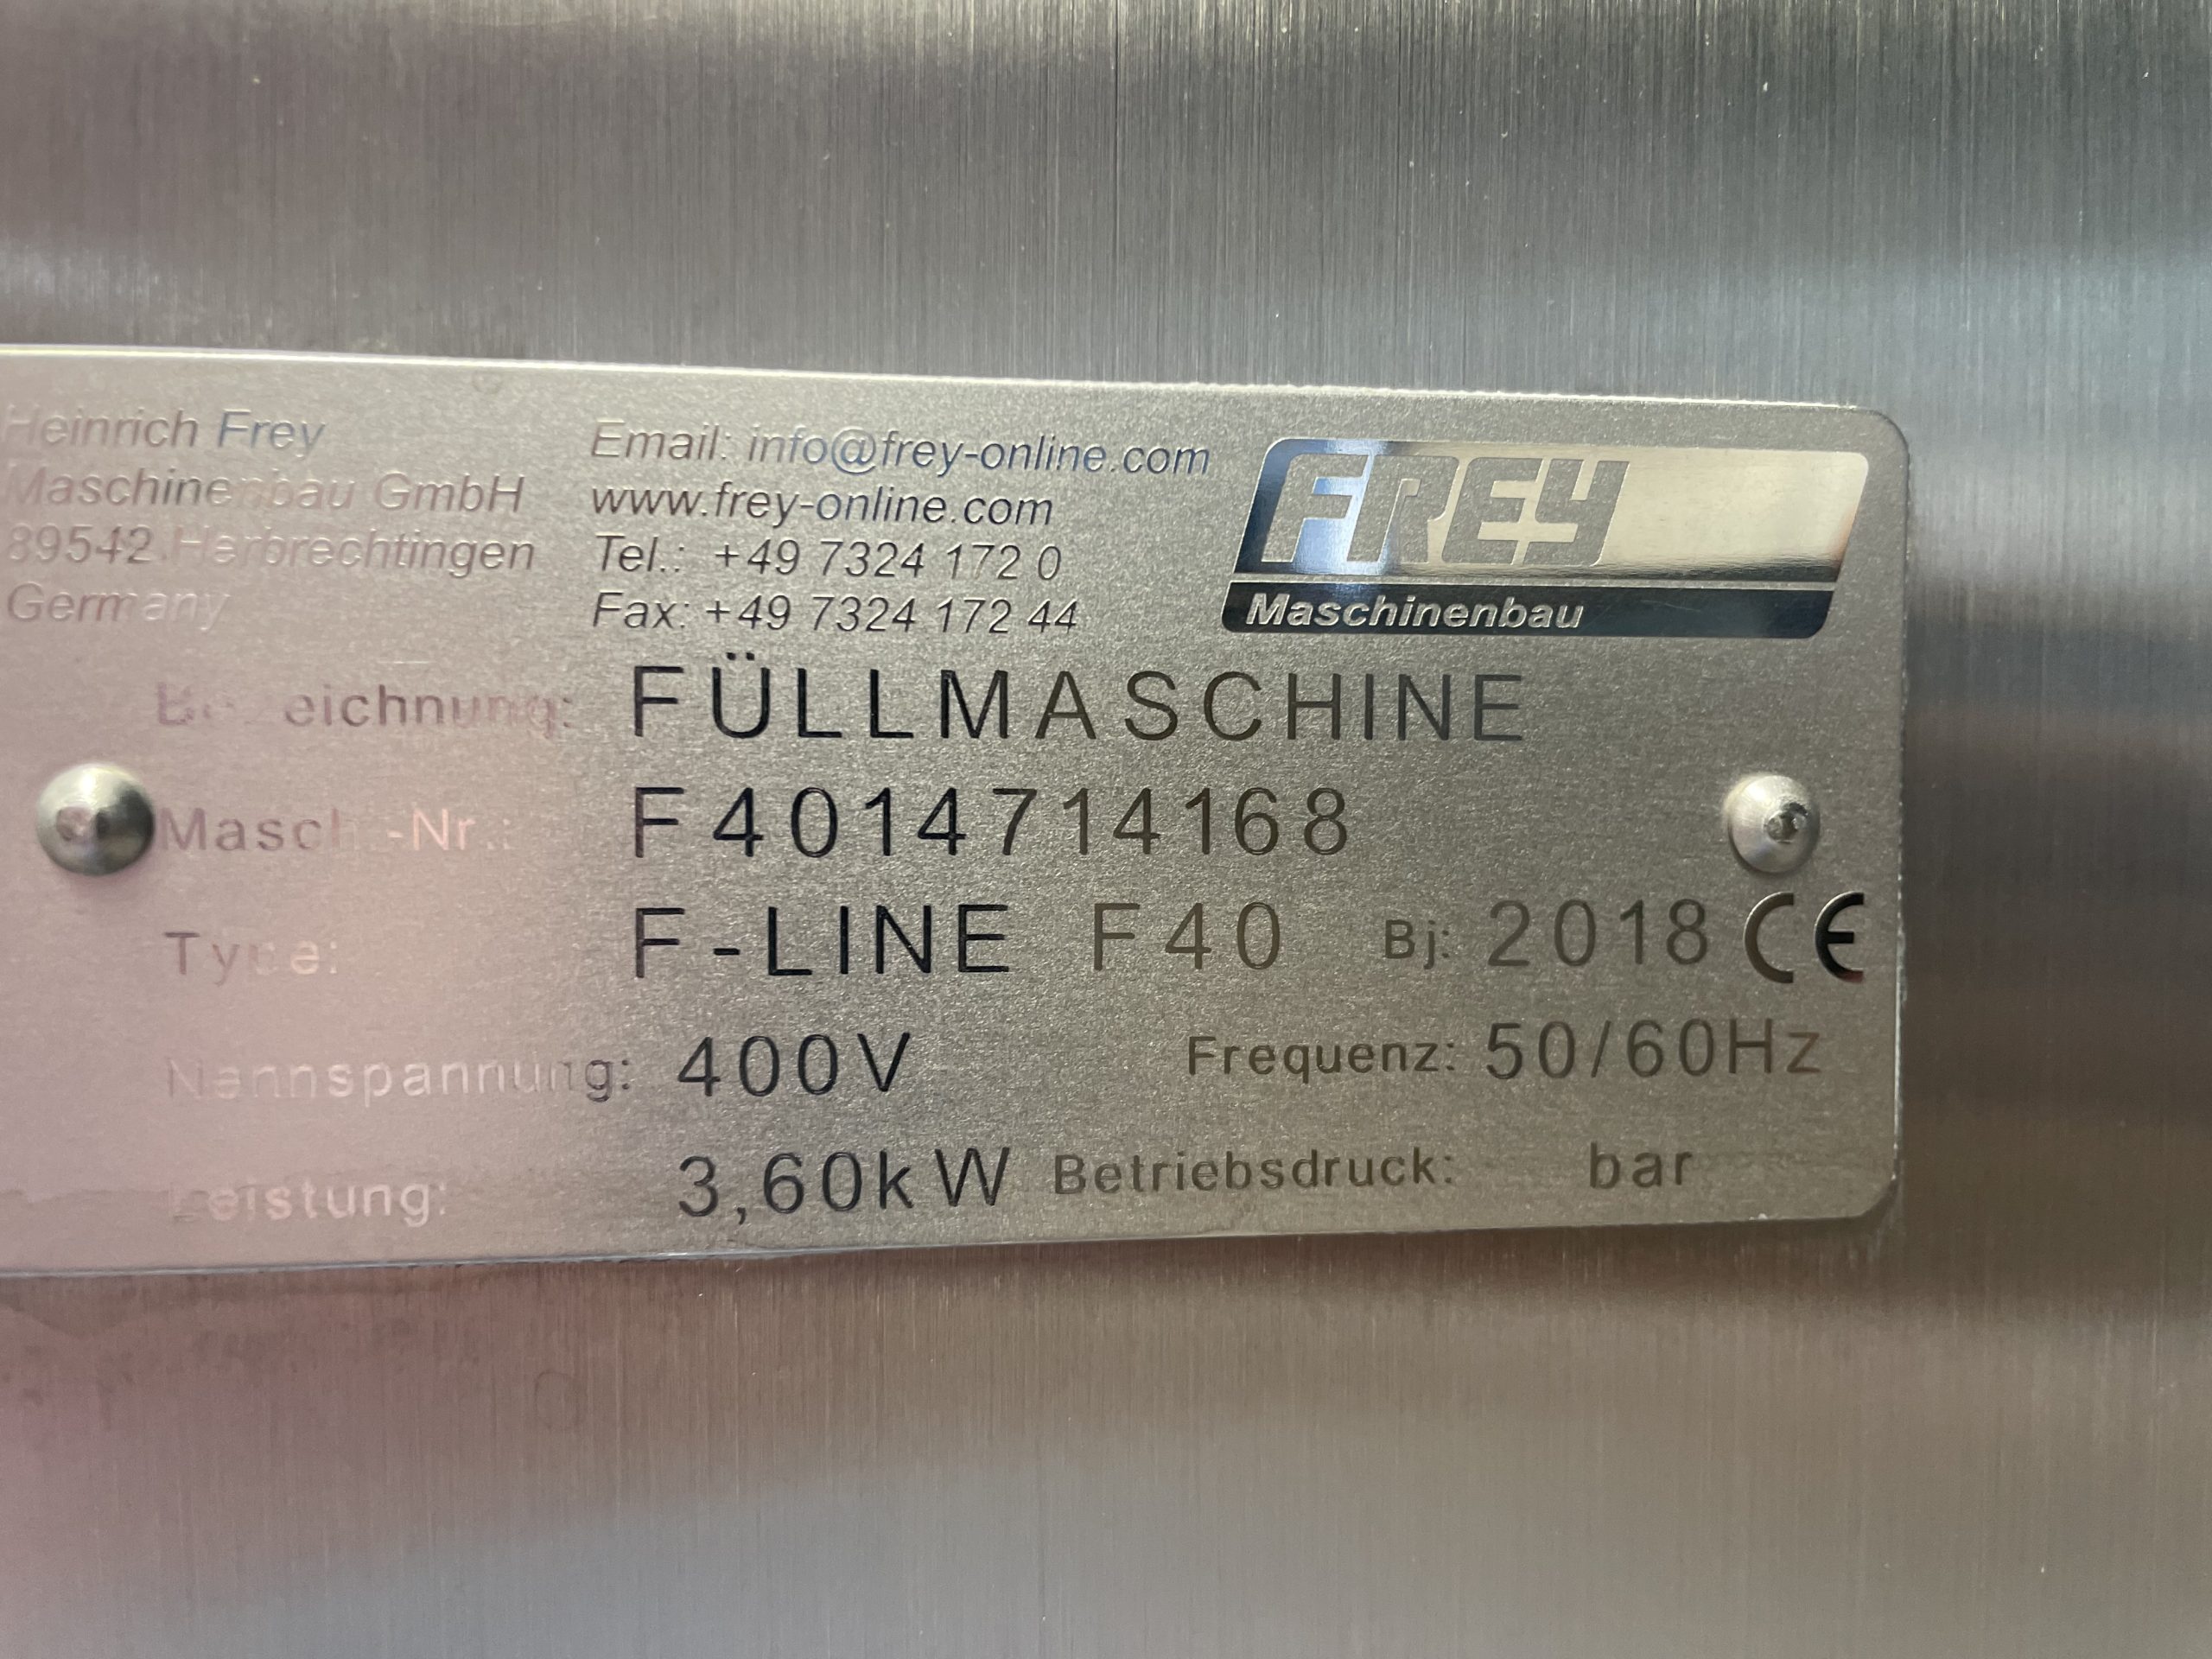 Heinrich Frey
Maschinenbau GmbH
89542 Herbrechtingen
Germany
Email: info@frey-online.com
www.frey-online.com
Tel.: +49 7324 172 0
Fax: +49 7324 172 44
FREY
Maschinenbau
Bezeichnung: FÜLLMASCHINE
Masch.-Nr.: F4014714168
Type: F-LINE F40 Bj: 2018 CE
Nennspannung: 400V Frequenz: 50/60Hz
Leistung: 3,60kW Betriebsdruck: bar